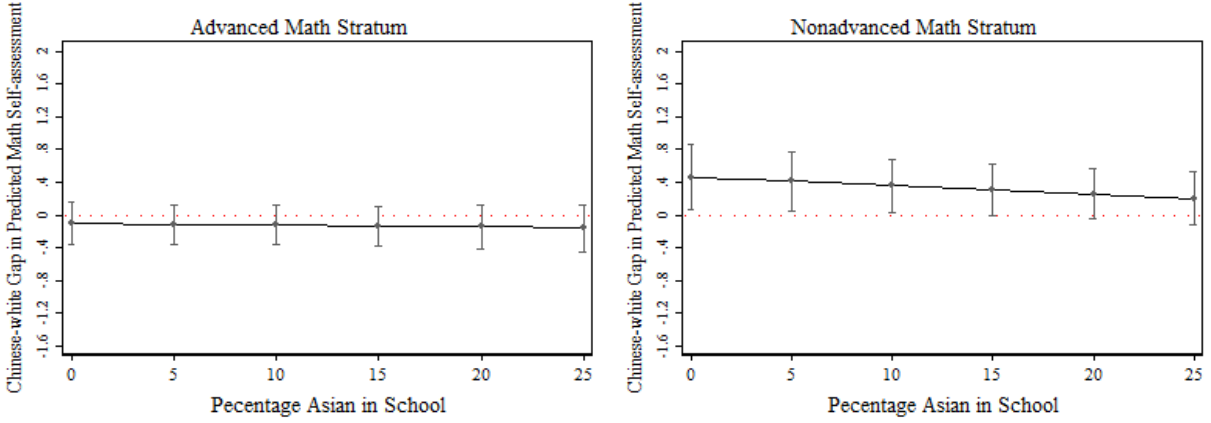 Advanced Math Stratum
Chinese-white Gap in Predicted Math Self-assessment
2
1.6
1.2
.8
.4
0
-.4
-.8
-1.2
-1.6
0 5 10 15 20 25
Pecentage Asian in School
Nonadvanced Math Stratum
Chinese-white Gap in Predicted Math Self-assessment
2
1.6
1.2
.8
.4
0
-.4
-.8
-1.2
-1.6
0 5 10 15 20 25
Pecentage Asian in School